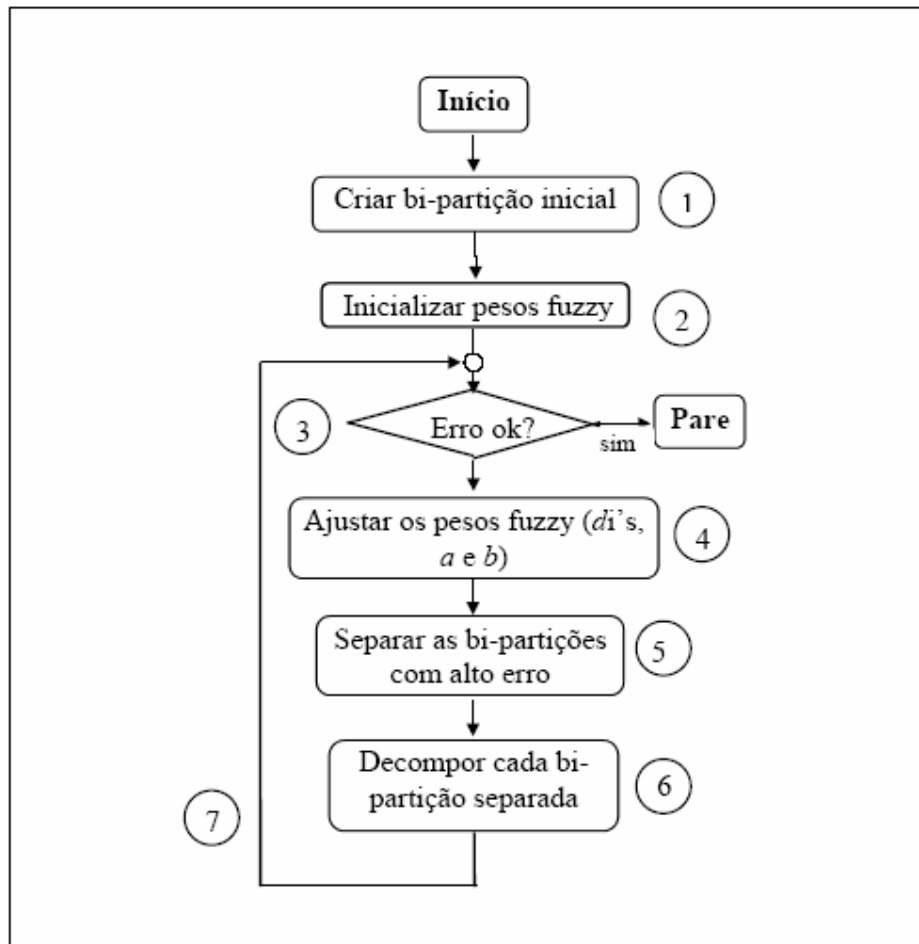 Início
Criar bi-partição inicial
1
Inicializar pesos fuzzy
2
3
Erro ok?
sim
Pare
Ajustar os pesos fuzzy (di's,
a e b)
4
Separar as bi-partições
com alto erro
5
Decompor cada bi-
partição separada
6
7